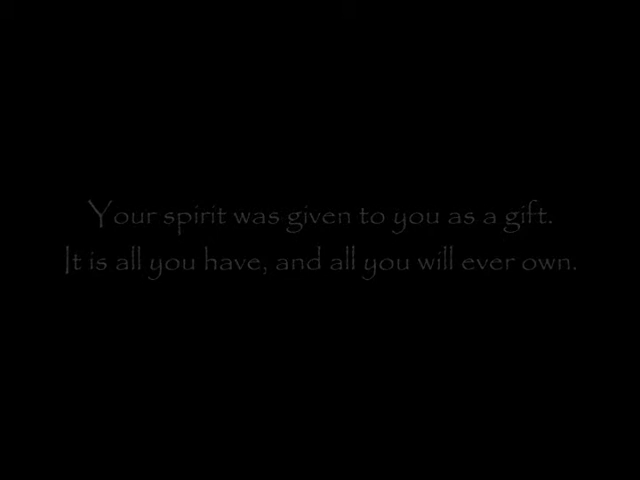 Your spirit was given to you as a gift.
It is all you have, and all you will ever own.